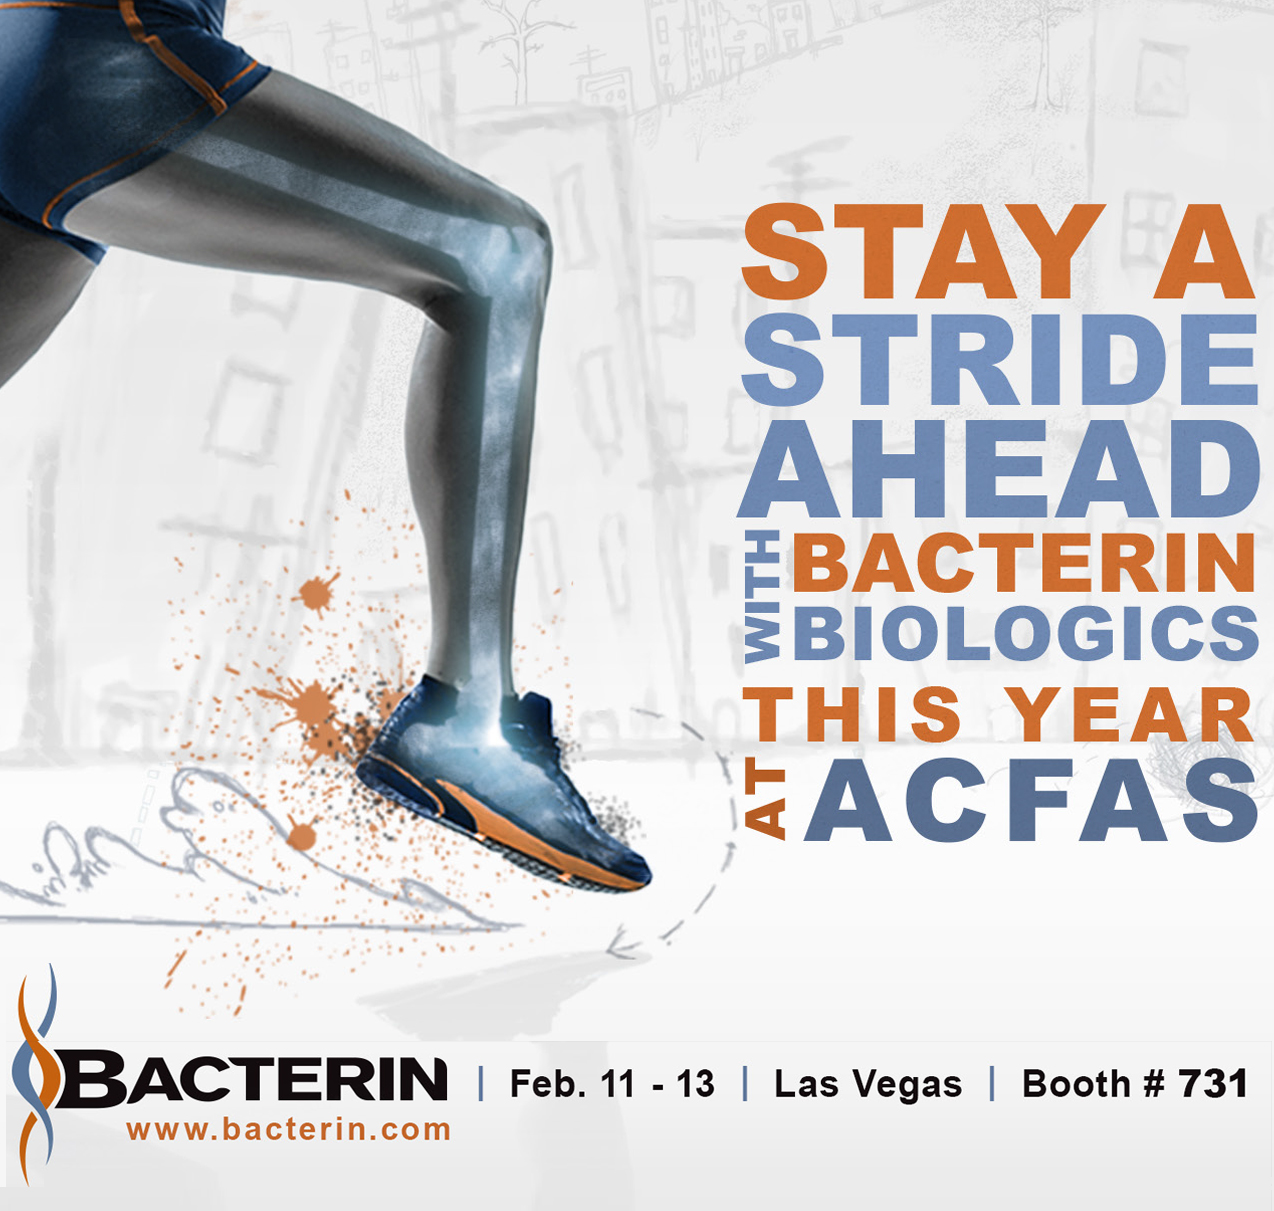 STAY A
STRIDE
AHEAD
WITH BACTERIN
BIOLOGICS
THIS YEAR
AT ACFAS
BACTERIN | Feb. 11 - 13 | Las Vegas | Booth # 731
www.bacterin.com